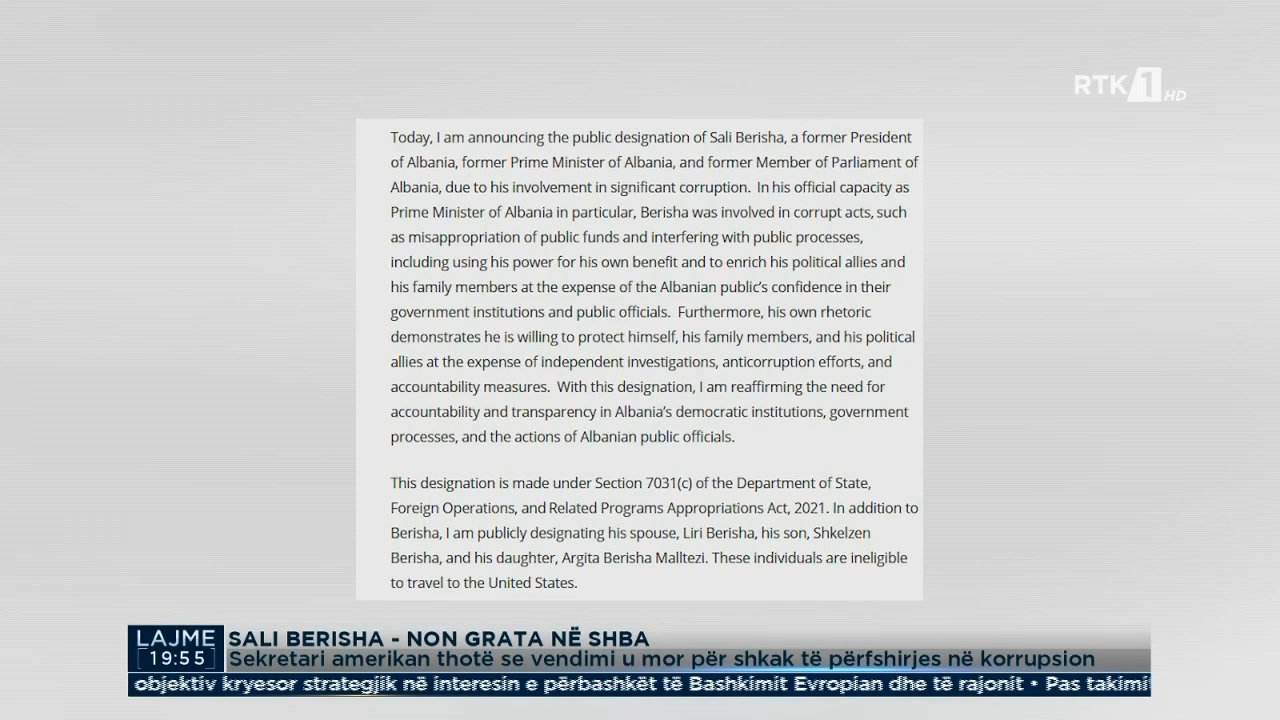 RTK 1 HD
Today, I am announcing the public designation of Sali Berisha, a former President
of Albania, former Prime Minister of Albania, and former Member of Parliament of
Albania, due to his involvement in significant corruption.  In his official capacity as
Prime Minister of Albania in particular, Berisha was involved in corrupt acts, such
as misappropriation of public funds and interfering with public processes,
including using his power for his own benefit and to enrich his political allies and
his family members at the expense of the Albanian public’s confidence in their
government institutions and public officials.  Furthermore, his own rhetoric
demonstrates he is willing to protect himself, his family members, and his political
allies at the expense of independent investigations, anticorruption efforts, and
accountability measures.  With this designation, I am reaffirming the need for
accountability and transparency in Albania’s democratic institutions, government
processes, and the actions of Albanian public officials.
This designation is made under Section 7031(c) of the Department of State,
Foreign Operations, and Related Programs Appropriations Act, 2021. In addition to
Berisha, I am publicly designating his spouse, Liri Berisha, his son, Shkelzen
Berisha, and his daughter, Argita Berisha Malltezi. These individuals are ineligible
to travel to the United States.
LAJME
19:55
SALI BERISHA - NON GRATA NË SHBA
Sekretari amerikan thotë se vendimi u mor për shkak të përfshirjes në korrupsion
objektiv kryesor strategjik në interesin e përbashkët të Bashkimit Evropian dhe të rajonit • Pas takimi